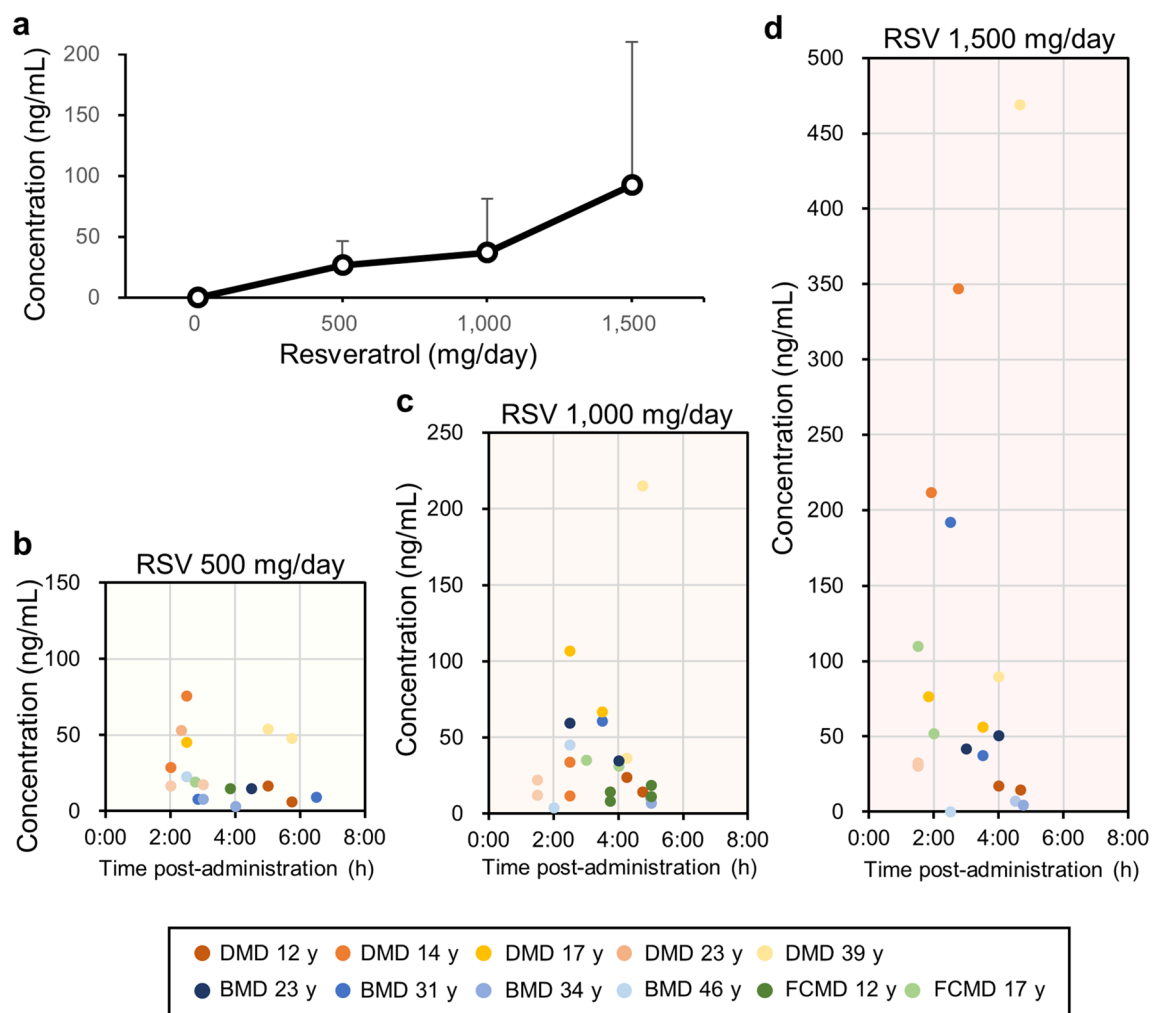 a
200
150
100
50
0
Concentration (ng/mL)
0 500 1,000 1,500
Resveratrol (mg/day)
b
RSV 500 mg/day
150
100
50
0
Concentration (ng/mL)
0:00 2:00 4:00 6:00 8:00
Time post-administration (h)
c
RSV 1,000 mg/day
250
200
150
100
50
0
Concentration (ng/mL)
0:00 2:00 4:00 6:00 8:00
Time post-administration (h)
d
RSV 1,500 mg/day
500
450
400
350
300
250
200
150
100
50
0
Concentration (ng/mL)
0:00 2:00 4:00 6:00 8:00
Time post-administration (h)
DMD 12 y DMD 14 y DMD 17 y DMD 23 y DMD 39 y
BMD 23 y BMD 31 y BMD 34 y BMD 46 y FCMD 12 y FCMD 17 y